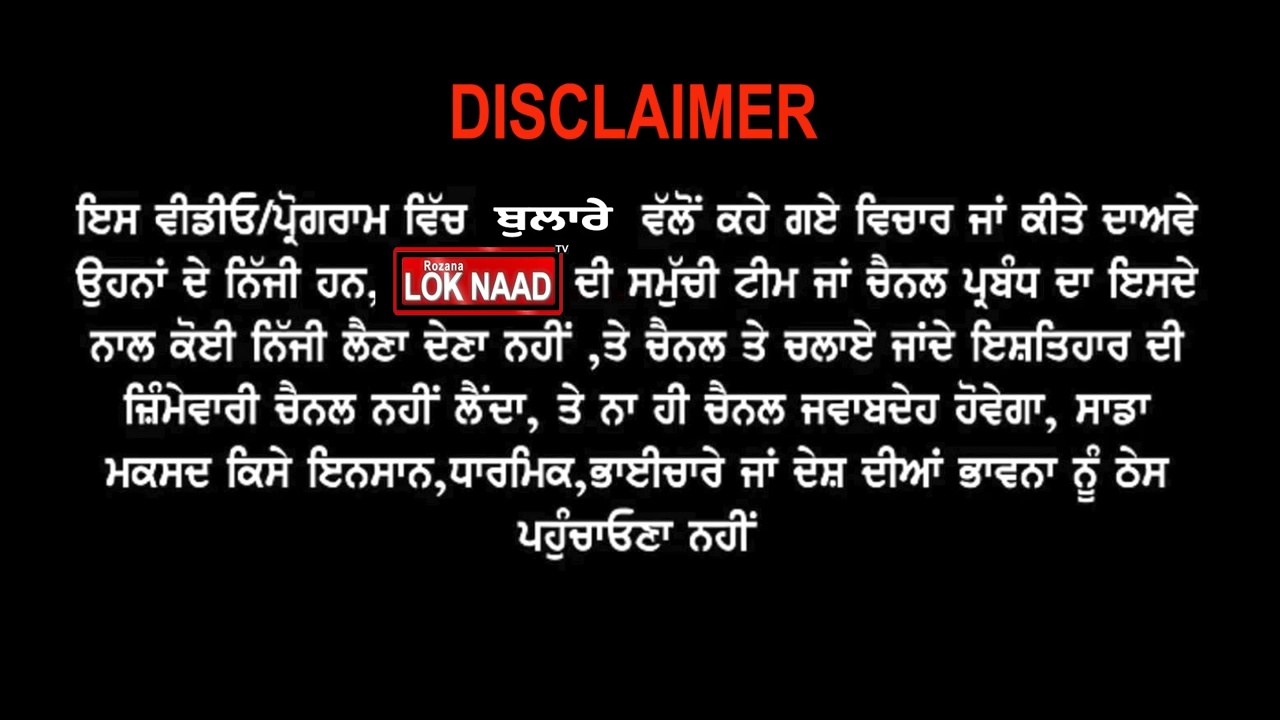 DISCLAIMER
ਇਸ ਵੀਡੀਓ/ਪ੍ਰੋਗਰਾਮ ਵਿੱਚ ਬੁਲਾਰੇ ਵੱਲੋਂ ਕਹੇ ਗਏ ਵਿਚਾਰ ਜਾਂ ਕੀਤੇ ਦਾਅਵੇ
ਉਹਨਾਂ ਦੇ ਨਿੱਜੀ ਹਨ, Rozana LOK NAAD TV ਦੀ ਸਮੁੱਚੀ ਟੀਮ ਜਾਂ ਚੈਨਲ ਪ੍ਰਬੰਧ ਦਾ ਇਸਦੇ
ਨਾਲ ਕੋਈ ਨਿੱਜੀ ਲੈਣਾ ਦੇਣਾ ਨਹੀਂ ,ਤੇ ਚੈਨਲ ਤੇ ਚਲਾਏ ਜਾਂਦੇ ਇਸ਼ਤਿਹਾਰ ਦੀ
ਜ਼ਿੰਮੇਵਾਰੀ ਚੈਨਲ ਨਹੀਂ ਲੈਂਦਾ, ਤੇ ਨਾ ਹੀ ਚੈਨਲ ਜਵਾਬਦੇਹ ਹੋਵੇਗਾ, ਸਾਡਾ
ਮਕਸਦ ਕਿਸੇ ਇਨਸਾਨ,ਧਾਰਮਿਕ,ਭਾਈਚਾਰੇ ਜਾਂ ਦੇਸ਼ ਦੀਆਂ ਭਾਵਨਾ ਨੂੰ ਠੇਸ
ਪਹੁੰਚਾਓਣਾ ਨਹੀਂ